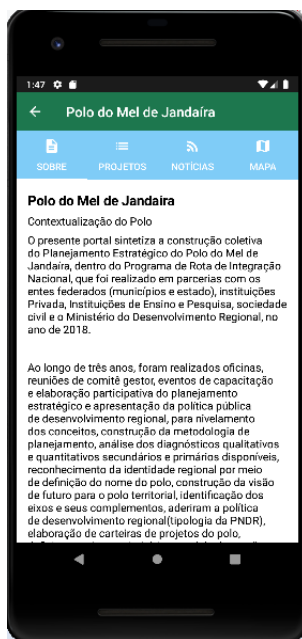 1:47
Polo do Mel de Jandaíra
SOBRE PROJETOS NOTÍCIAS MAPA
Polo do Mel de Jandaira
Contextualização do Polo
O presente portal sintetiza a construção coletiva
do Planejamento Estratégico do Polo do Mel de
Jandaíra, dentro do Programa de Rota de Integração
Nacional, que foi realizado em parcerias com os
entes federados (municípios e estado), instituições
Privada, Instituições de Ensino e Pesquisa, sociedade
civil e o Ministério do Desenvolvimento Regional, no
ano de 2018.
Ao longo de três anos, foram realizados oficinas,
reuniões de comitê gestor, eventos de capacitação
e elaboração participativa do planejamento
estratégico e apresentação da política pública
de desenvolvimento regional, para nivelamento
dos conceitos, construção da metodologia de
planejamento, análise dos diagnósticos qualitativos
e quantitativos secundários e primários disponíveis,
reconhecimento da identidade regional por meio
de definição do nome do polo, construção da visão
de futuro para o polo territorial, identificação dos
eixos e seus complementos, aderiram a política
de desenvolvimento regional(tipologia da PNDR),
elaboração de carteiras de projetos do polo,